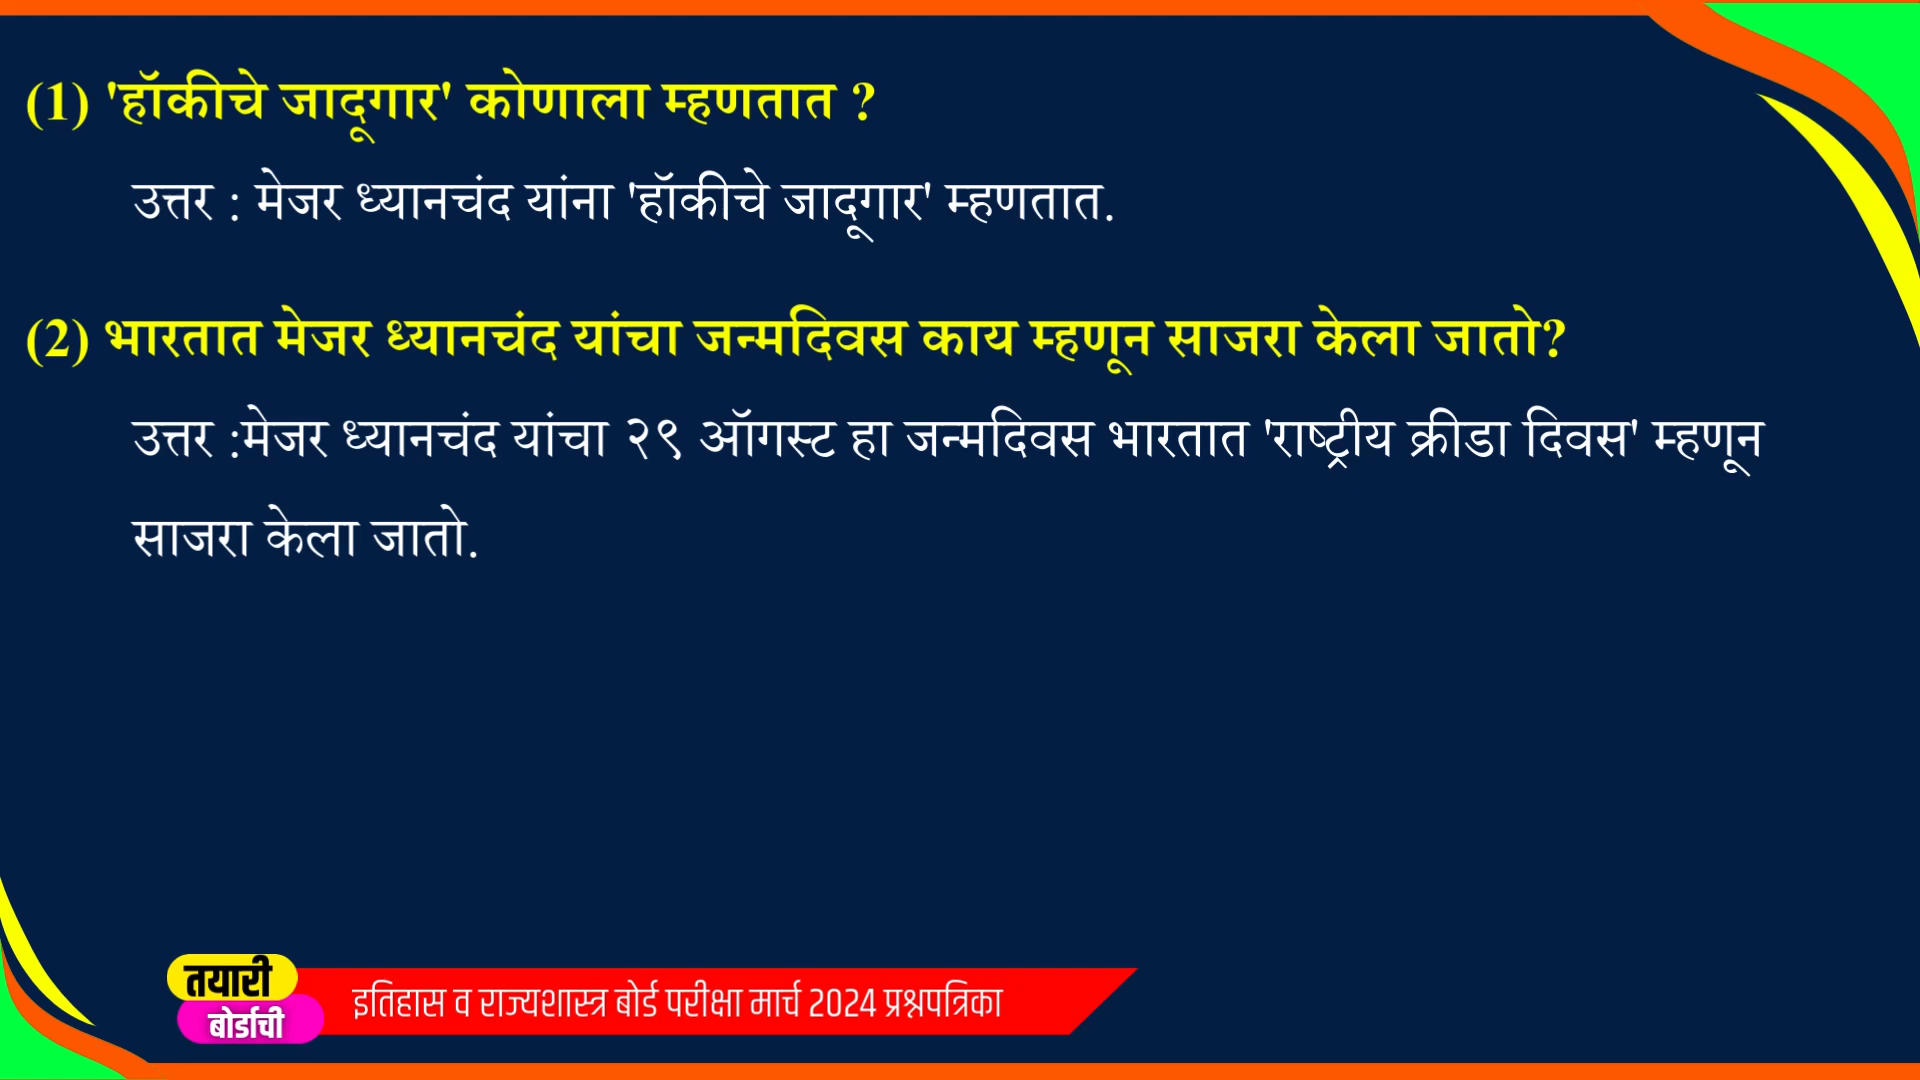 (1) 'हॉकीचे जादूगार' कोणाला म्हणतात ?
उत्तर : मेजर ध्यानचंद यांना 'हॉकीचे जादूगार' म्हणतात.
(2) भारतात मेजर ध्यानचंद यांचा जन्मदिवस काय म्हणून साजरा केला जातो?
उत्तर :मेजर ध्यानचंद यांचा २९ ऑगस्ट हा जन्मदिवस भारतात 'राष्ट्रीय क्रीडा दिवस' म्हणून
साजरा केला जातो.
तयारी
बोर्डाची
इतिहास व राज्यशास्त्र बोर्ड परीक्षा मार्च 2024 प्रश्नपत्रिका